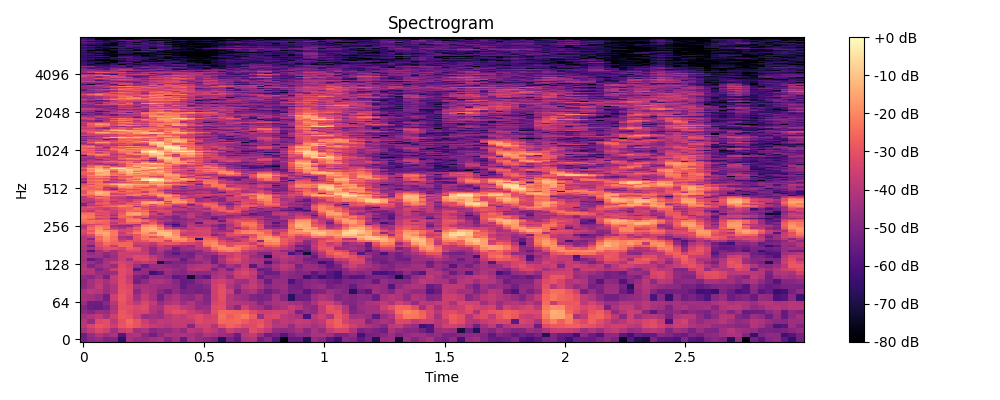 Spectrogram
+0 dB
4096
-10 dB
2048
-20 dB
1024
-30 dB
Hz
512
-40 dB
256
-50 dB
128
-60 dB
64
-70 dB
0
-80 dB
0 0.5 1 1.5 2 2.5
Time